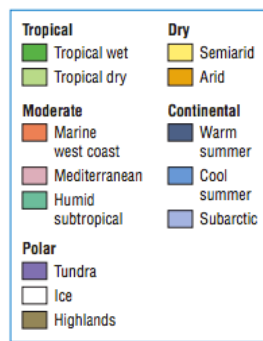 Tropical
Tropical wet
Tropical dry
Dry
Semiarid
Arid
Moderate
Marine
west coast
Mediterranean
Humid
subtropical
Continental
Warm
summer
Cool
summer
Subarctic
Polar
Tundra
Ice
Highlands